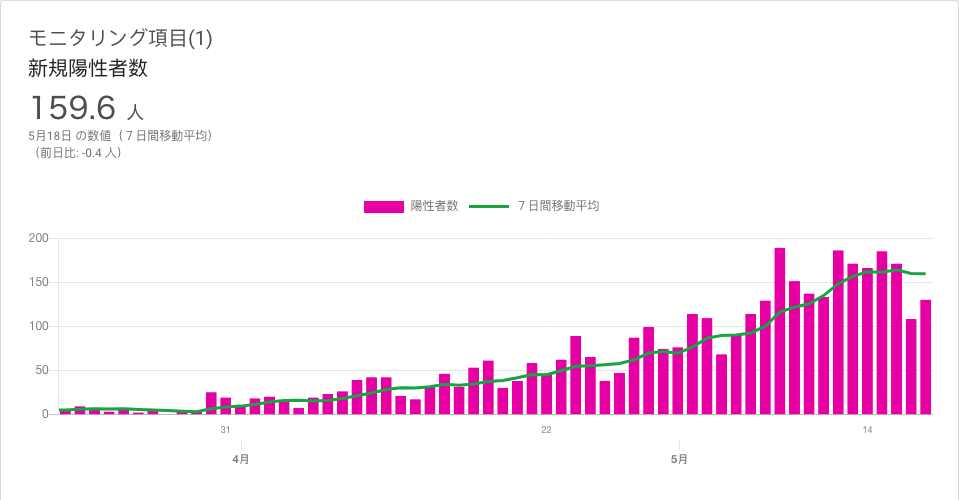 モニタリング項目(1)
新規陽性者数
159.6 人
5月18日 の数値（７日間移動平均）
（前日比: -0.4 人）
陽性者数 ７日間移動平均
200
150
100
50
0
31 22 14
4月 5月